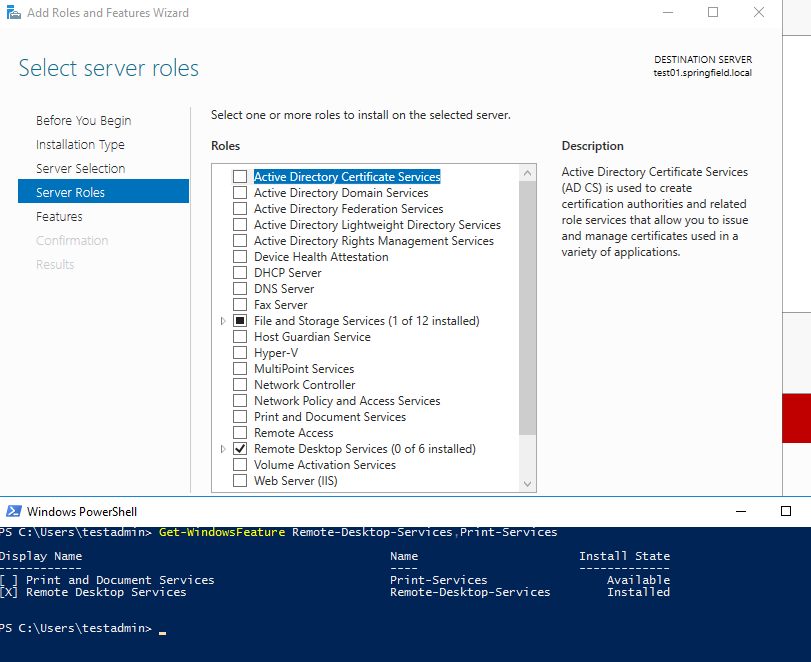 Add Roles and Features Wizard
Select server roles
DESTINATION SERVER
test01.springfield.local
Before You Begin
Installation Type
Server Selection
Server Roles
Features
Confirmation
Results
Select one or more roles to install on the selected server.
Roles
Active Directory Certificate Services
Active Directory Domain Services
Active Directory Federation Services
Active Directory Lightweight Directory Services
Active Directory Rights Management Services
Device Health Attestation
DHCP Server
DNS Server
Fax Server
File and Storage Services (1 of 12 installed)
Host Guardian Service
Hyper-V
MultiPoint Services
Network Controller
Network Policy and Access Services
Print and Document Services
Remote Access
Remote Desktop Services (0 of 6 installed)
Volume Activation Services
Web Server (IIS)
Description
Active Directory Certificate Services
(AD CS) is used to create
certification authorities and related
role services that allow you to issue
and manage certificates used in a
variety of applications.
Windows PowerShell
PS C:\Users\testadmin> Get-WindowsFeature Remote-Desktop-Services,Print-Services
Display Name Name Install State
------------ ---- -------------
[ ] Print and Document Services Print-Services Available
[X] Remote Desktop Services Remote-Desktop-Services Installed
PS C:\Users\testadmin> _